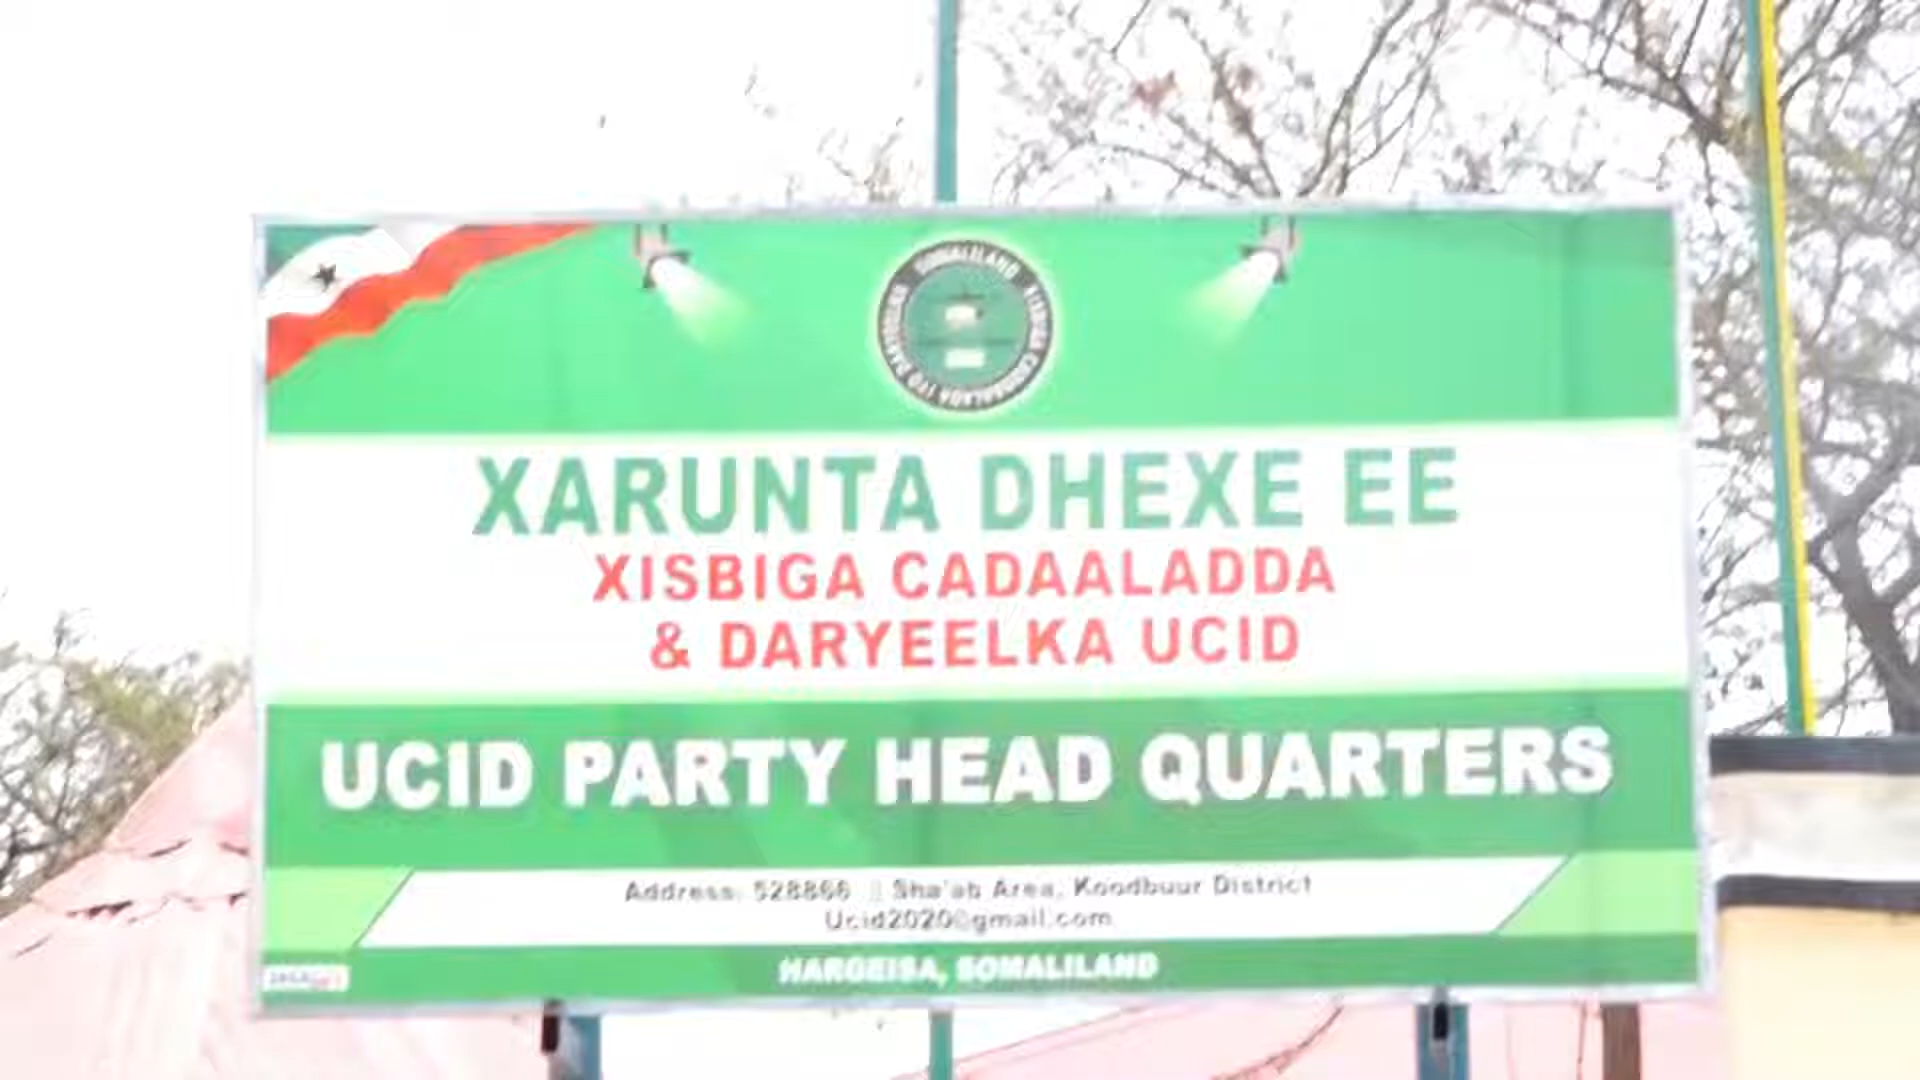 SOMALILAND
XARUNTA DHEXE EE
XISBIGA CADAALADDA
& DARYEELKA UCID
UCID PARTY HEAD QUARTERS
Address: 528866 Sha'ab Area, Koodbuur District
Ucid2020@gmail.com
HARGEISA, SOMALILAND